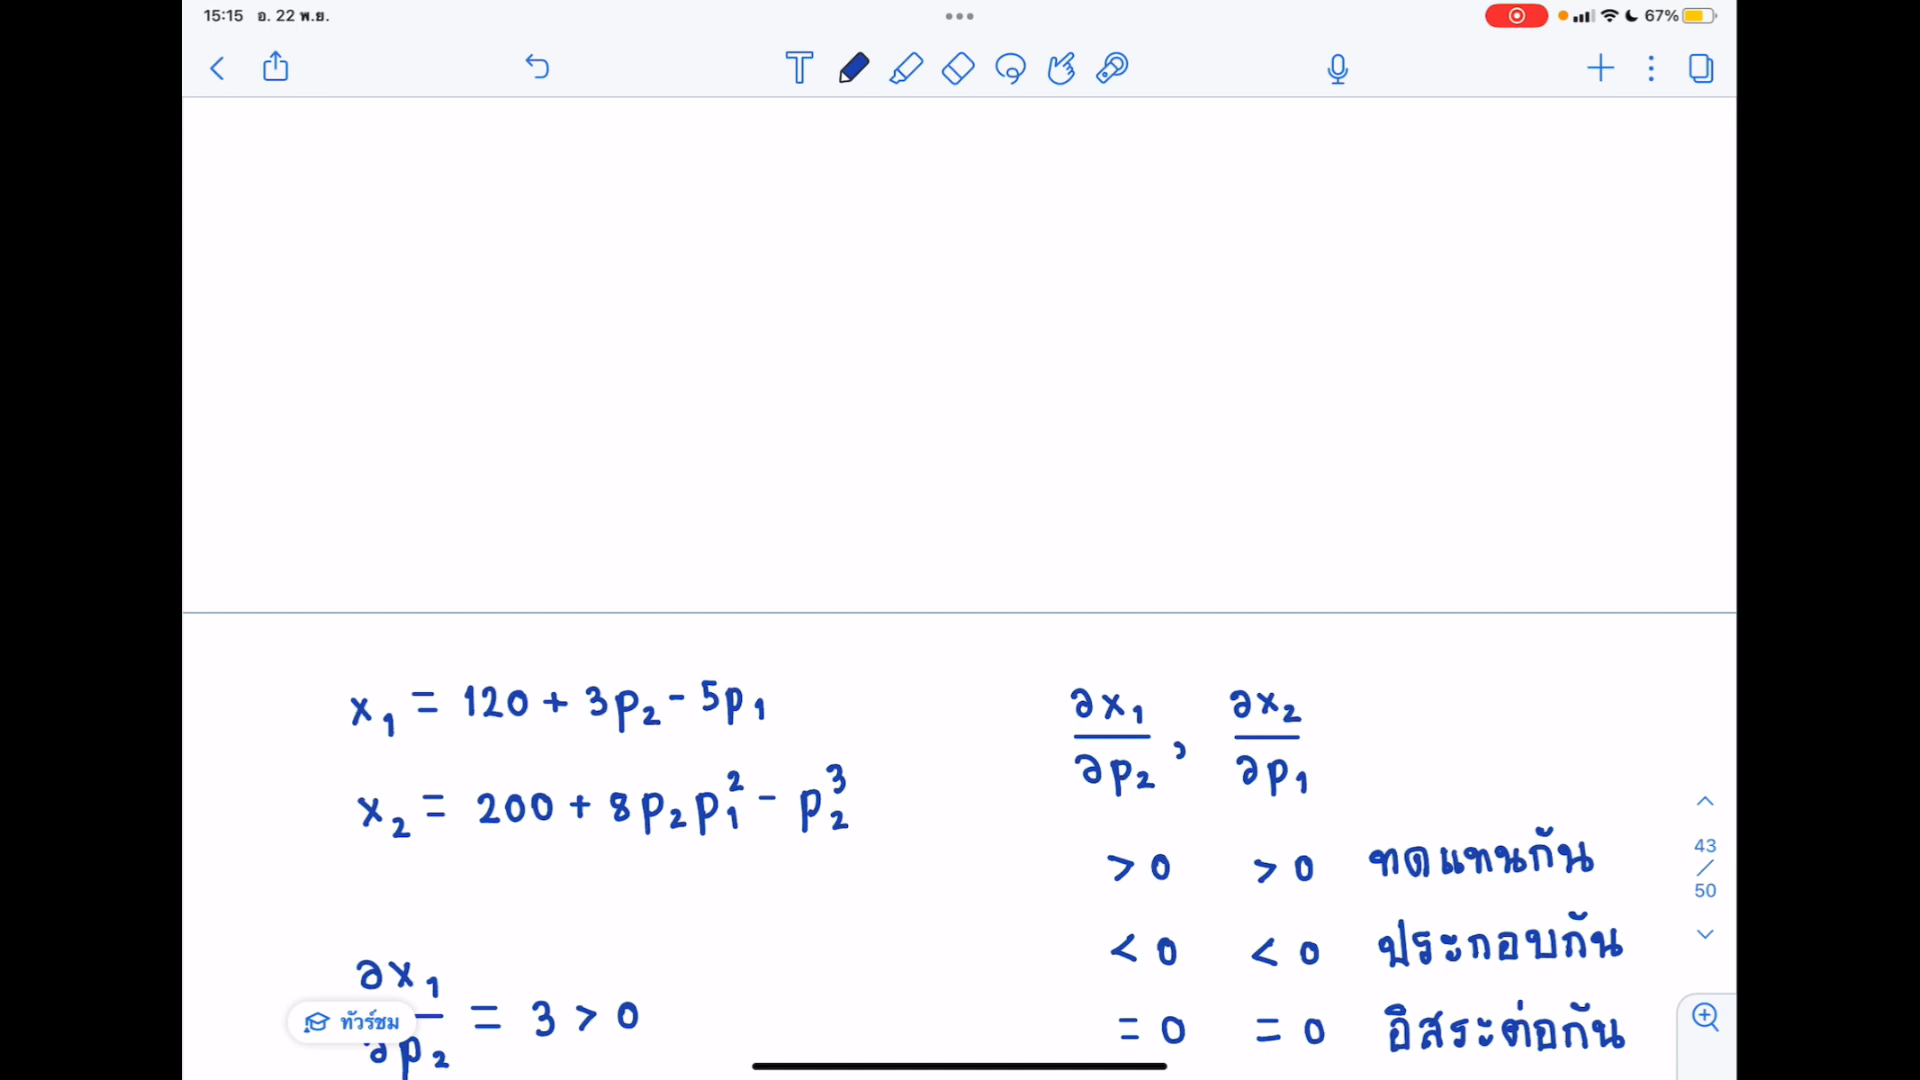 15:15 อ. 22 พ.ย.
67%
x₁ = 120 + 3p₂ - 5p₁
x₂ = 200 + 8p₂p₁² - p₂³
∂x₁/∂p₂ , ∂x₂/∂p₁
> 0 > 0 ทดแทนกัน
< 0 < 0 ประกอบกัน
= 0 = 0 อิสระต่อกัน
∂x₁/∂p₂ = 3 > 0
ทัวร์ชม
43
/
50